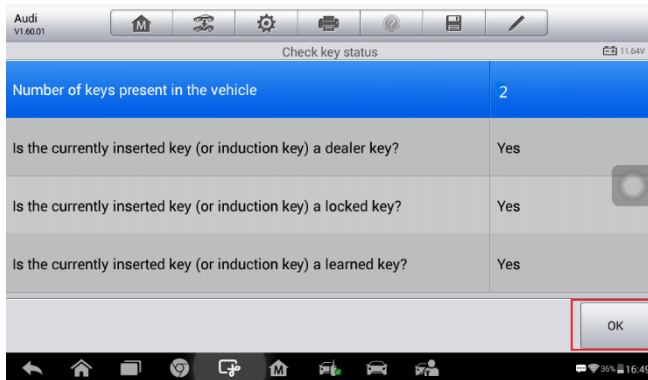 Audi
V1.60.01
Check key status
11.64V
Number of keys present in the vehicle 2
Is the currently inserted key (or induction key) a dealer key? Yes
Is the currently inserted key (or induction key) a locked key? Yes
Is the currently inserted key (or induction key) a learned key? Yes
OK
36% 16:49